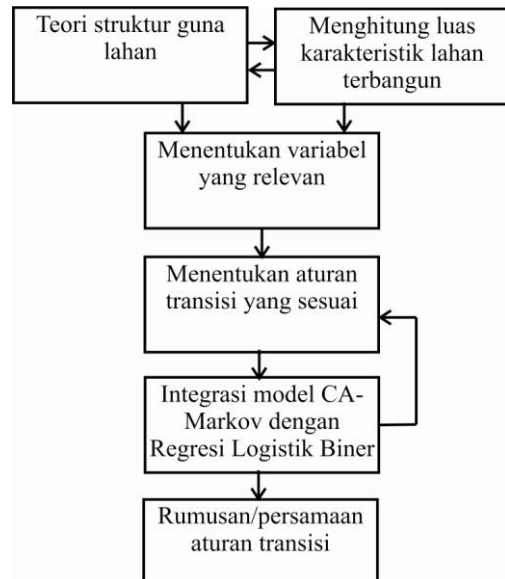 Teori struktur guna
lahan
Menghitung luas
karakteristik lahan
terbangun
Menentukan variabel
yang relevan
Menentukan aturan
transisi yang sesuai
Integrasi model CA-
Markov dengan
Regresi Logistik Biner
Rumusan/persamaan
aturan transisi